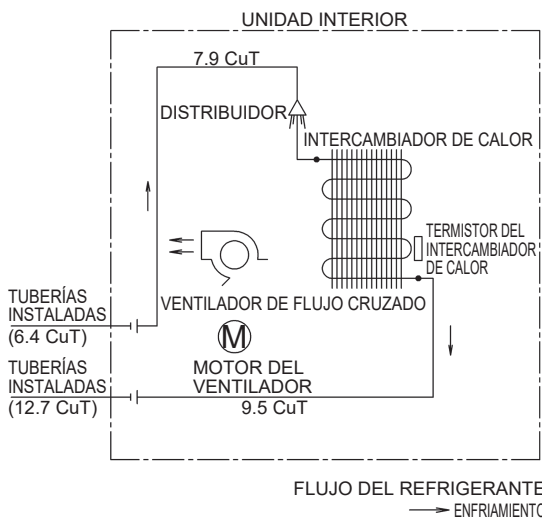 UNIDAD INTERIOR
7.9 CuT
DISTRIBUIDOR
INTERCAMBIADOR DE CALOR
TERMISTOR DEL
INTERCAMBIADOR
DE CALOR
VENTILADOR DE FLUJO CRUZADO
TUBERÍAS
INSTALADAS
(6.4 CuT)
M
MOTOR DEL
VENTILADOR
TUBERÍAS
INSTALADAS
(12.7 CuT)
9.5 CuT
FLUJO DEL REFRIGERANTE
ENFRIAMIENTO